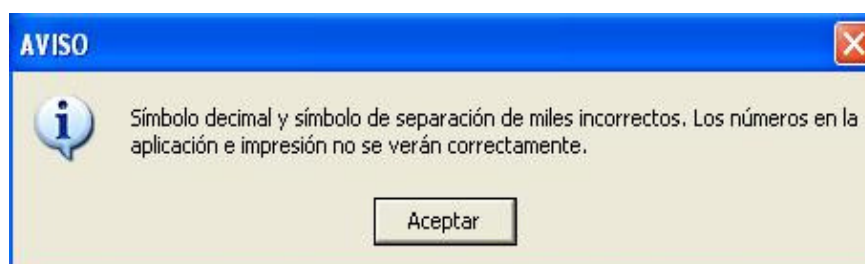 AVISO
Símbolo decimal y símbolo de separación de miles incorrectos. Los números en la
aplicación e impresión no se verán correctamente.
Aceptar